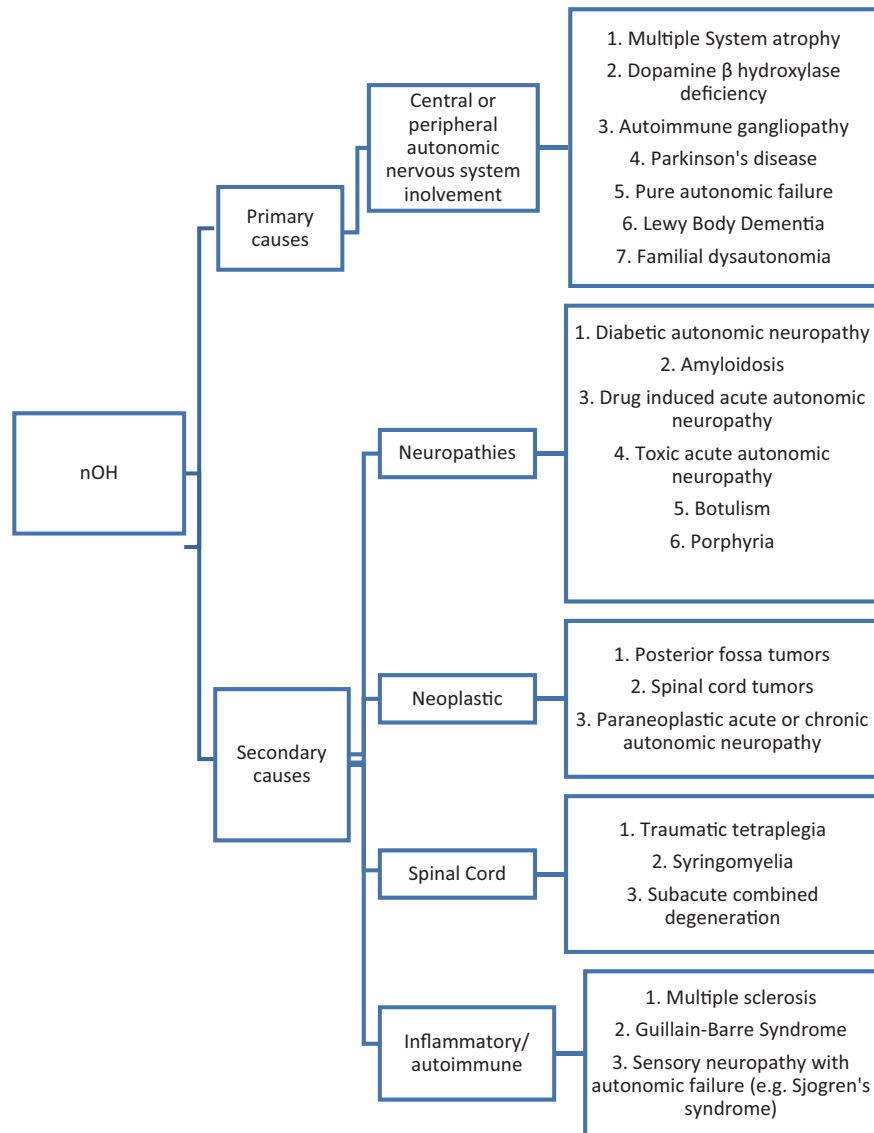 nOH
Primary
causes
Central or
peripheral
autonomic
nervous system
inolvement
1. Multiple System atrophy
2. Dopamine β hydroxylase
deficiency
3. Autoimmune gangliopathy
4. Parkinson's disease
5. Pure autonomic failure
6. Lewy Body Dementia
7. Familial dysautonomia
Secondary
causes
Neuropathies
1. Diabetic autonomic neuropathy
2. Amyloidosis
3. Drug induced acute autonomic
neuropathy
4. Toxic acute autonomic
neuropathy
5. Botulism
6. Porphyria
Neoplastic
1. Posterior fossa tumors
2. Spinal cord tumors
3. Paraneoplastic acute or chronic
autonomic neuropathy
Spinal Cord
1. Traumatic tetraplegia
2. Syringomyelia
3. Subacute combined
degeneration
Inflammatory/
autoimmune
1. Multiple sclerosis
2. Guillain-Barre Syndrome
3. Sensory neuropathy with
autonomic failure (e.g. Sjogren's
syndrome)